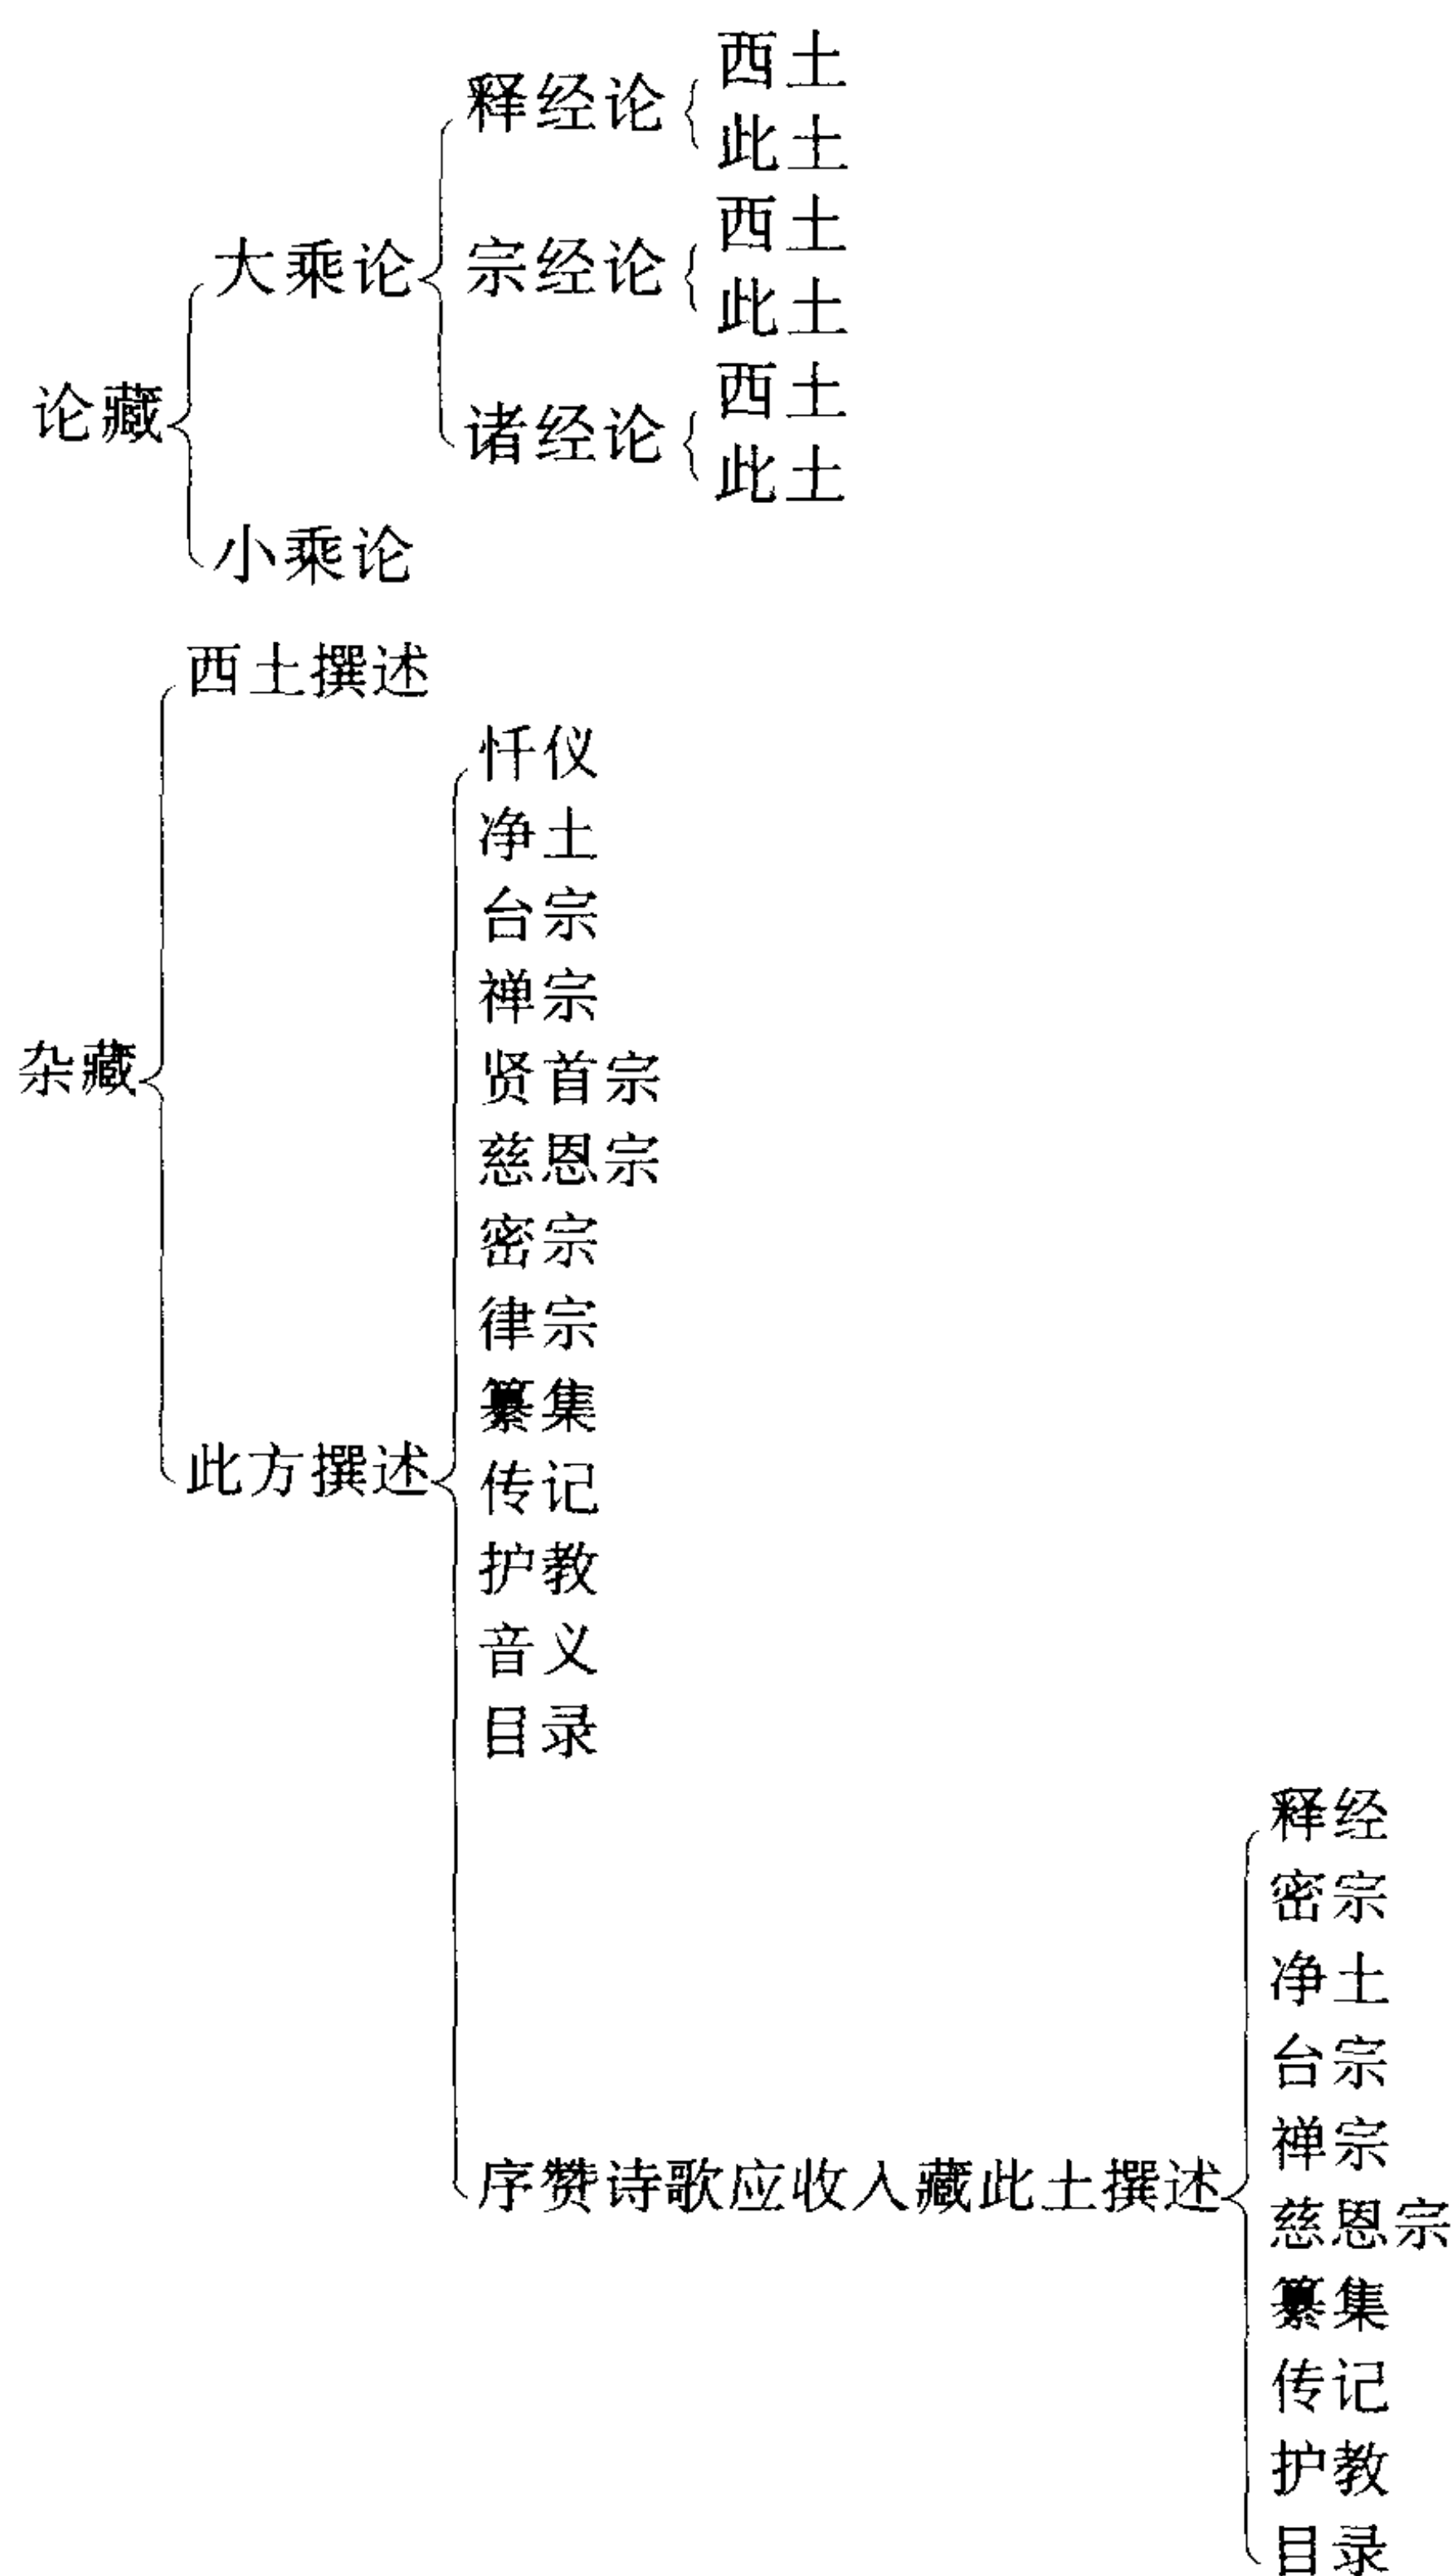 论藏
大乘论
释经论
西土
此土
宗经论
西土
此土
诸经论
西土
此土
小乘论
杂藏
西土撰述
此方撰述
忏仪
净土
台宗
禅宗
贤首宗
慈恩宗
密宗
律宗
纂集
传记
护教
音义
目录
序赞诗歌应收入藏此土撰述
释经
密宗
净土
台宗
禅宗
慈恩宗
纂集
传记
护教
目录